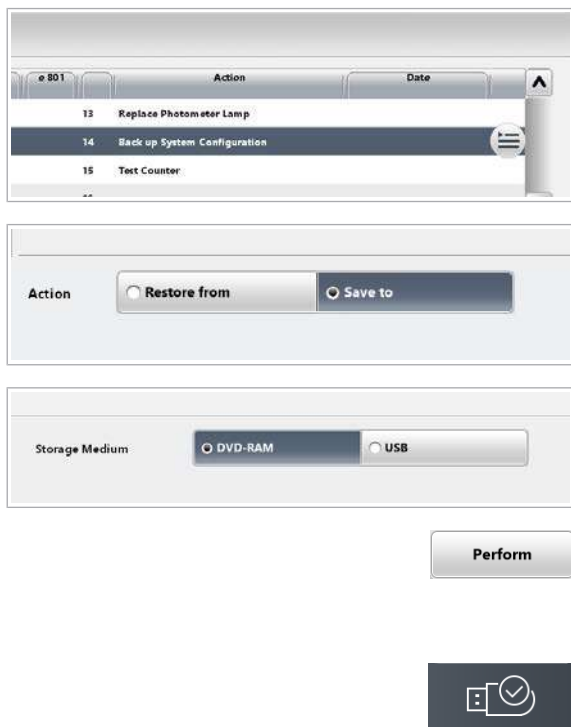 e 801 Action Date
13 Replace Photometer Lamp
14 Back up System Configuration
15 Test Counter
Action Restore from Save to
Storage Medium DVD-RAM USB
Perform